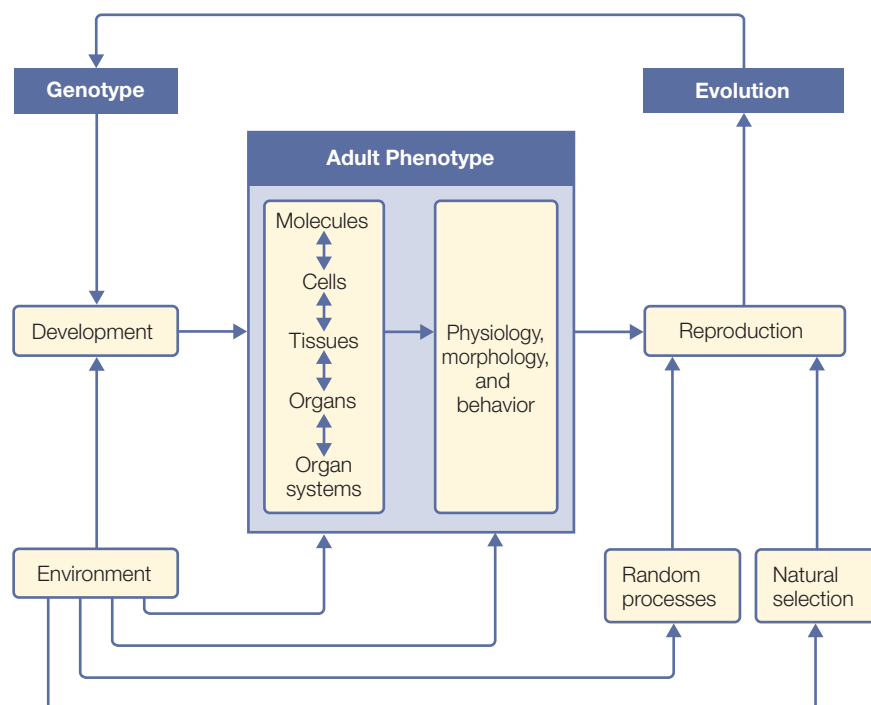 Genotype
Evolution
Adult Phenotype
Molecules
Cells
Tissues
Organs
Organ
systems
Physiology,
morphology,
and
behavior
Development
Reproduction
Environment
Random
processes
Natural
selection